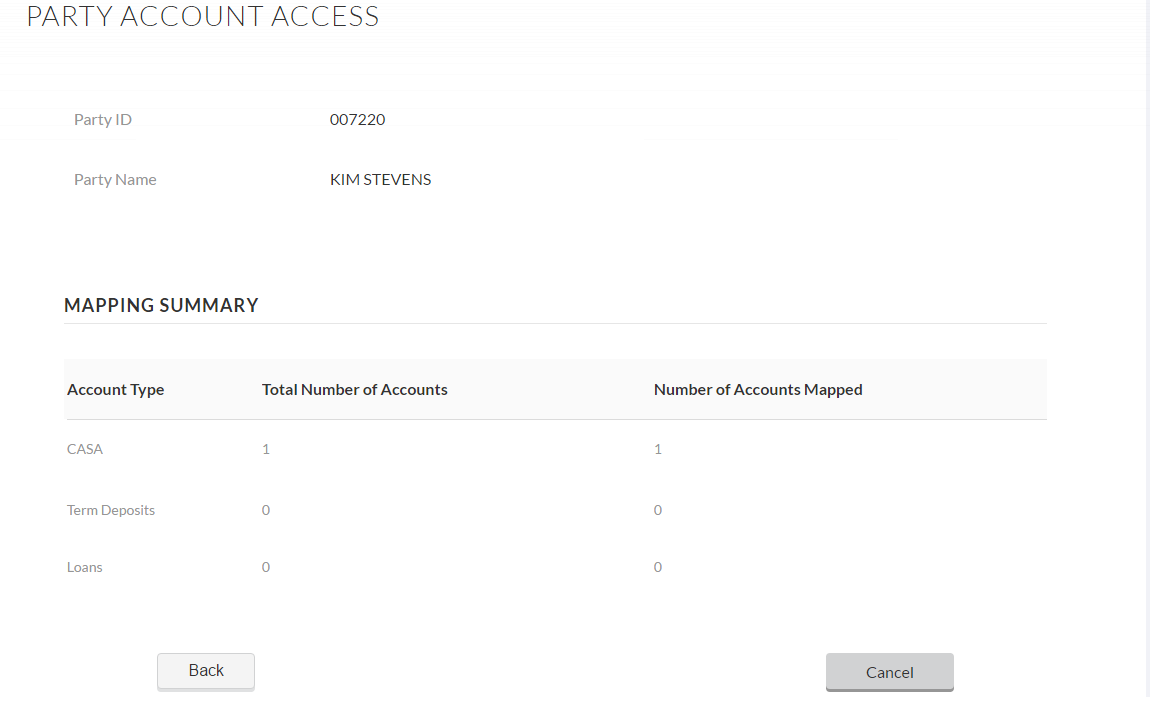 PARTY ACCOUNT ACCESS
Party ID 007220
Party Name KIM STEVENS
MAPPING SUMMARY
Account Type Total Number of Accounts Number of Accounts Mapped
CASA 1 1
Term Deposits 0 0
Loans 0 0
Back Cancel